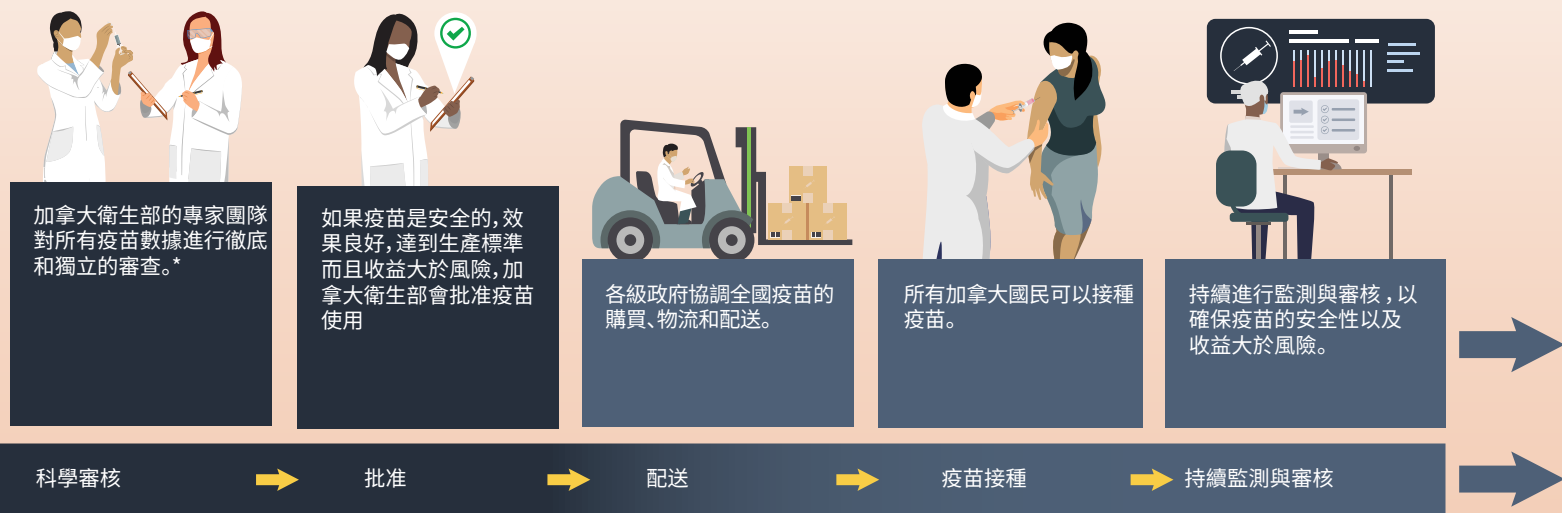 加拿大衛生部的專家團隊
對所有疫苗數據進行徹底
和獨立的審查。*
如果疫苗是安全的，效
果良好，達到生產標準
而且收益大於風險，加
拿大衛生部會批准疫苗
使用
各級政府協調全國疫苗的
購買、物流和配送。
所有加拿大國民可以接種
疫苗。
持續進行監測與審核，以
確保疫苗的安全性以及
收益大於風險。
科學審核
批准
配送
疫苗接種
持續監測與審核